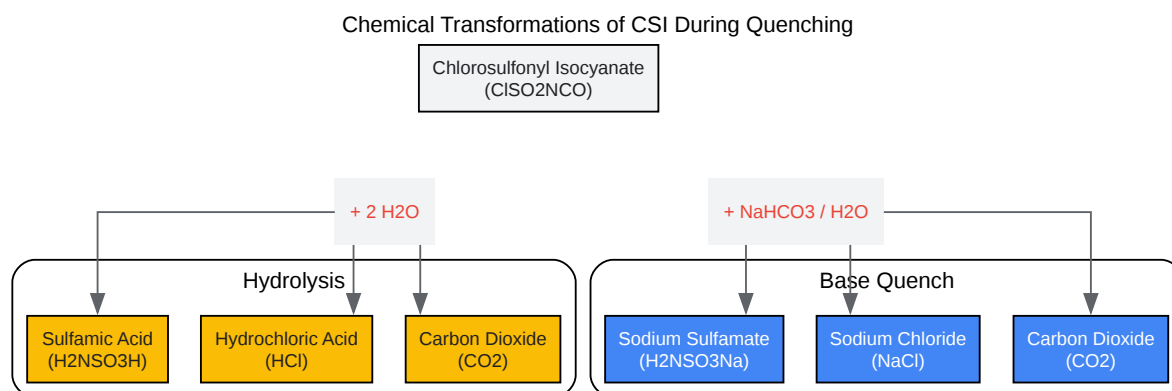 Chemical Transformations of CSI During Quenching
Chlorosulfonyl Isocyanate
(ClSO2NCO)
+ 2 H2O
+ NaHCO3 / H2O
Hydrolysis
Base Quench
Sulfamic Acid
(H2NSO3H)
Hydrochloric Acid
(HCl)
Carbon Dioxide
(CO2)
Sodium Sulfamate
(H2NSO3Na)
Sodium Chloride
(NaCl)
Carbon Dioxide
(CO2)